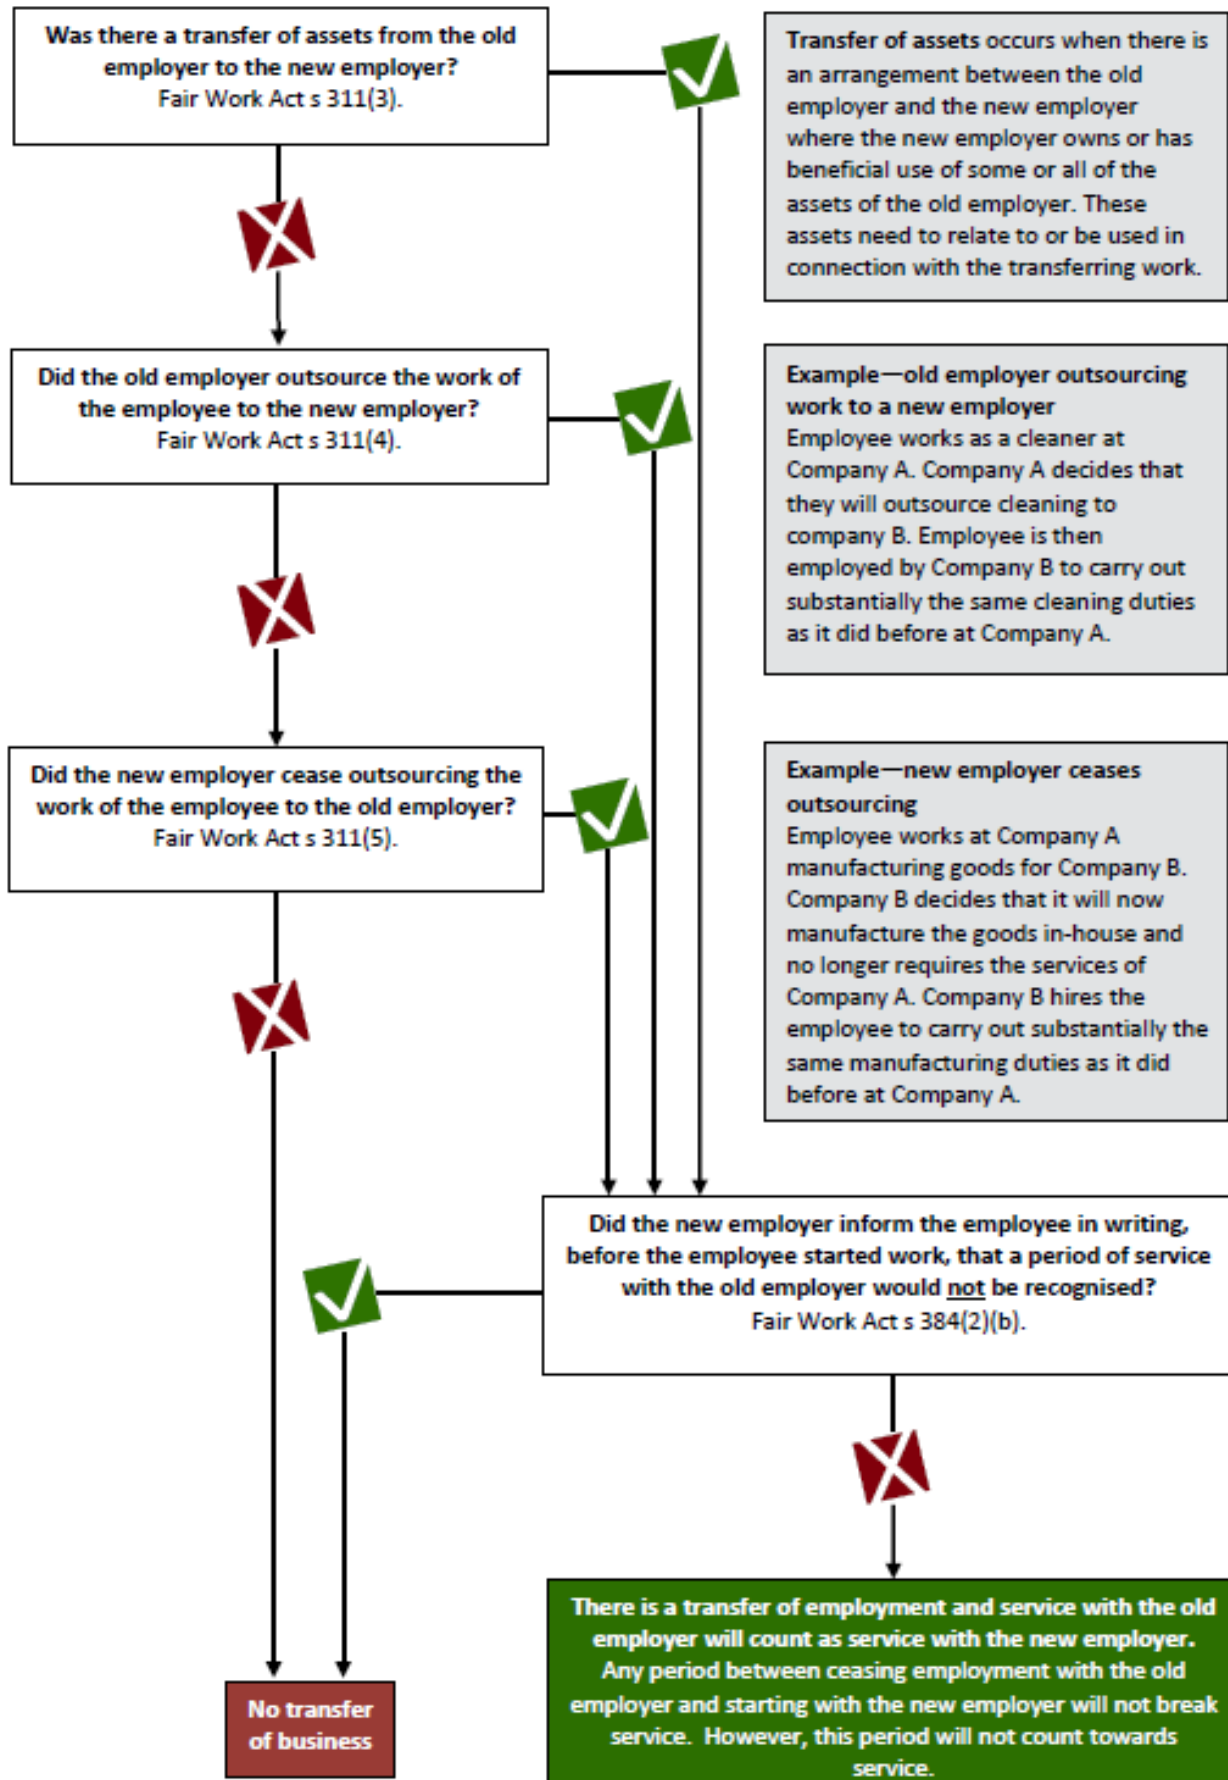 Was there a transfer of assets from the old
employer to the new employer?
Fair Work Act s 311(3).
Transfer of assets occurs when there is
an arrangement between the old
employer and the new employer
where the new employer owns or has
beneficial use of some or all of the
assets of the old employer. These
assets need to relate to or be used in
connection with the transferring work.
Did the old employer outsource the work of
the employee to the new employer?
Fair Work Act s 311(4).
Example—old employer outsourcing
work to a new employer
Employee works as a cleaner at
Company A. Company A decides that
they will outsource cleaning to
company B. Employee is then
employed by Company B to carry out
substantially the same cleaning duties
as it did before at Company A.
Did the new employer cease outsourcing the
work of the employee to the old employer?
Fair Work Act s 311(5).
Example—new employer ceases
outsourcing
Employee works at Company A
manufacturing goods for Company B.
Company B decides that it will now
manufacture the goods in-house and
no longer requires the services of
Company A. Company B hires the
employee to carry out substantially the
same manufacturing duties as it did
before at Company A.
Did the new employer inform the employee in writing,
before the employee started work, that a period of service
with the old employer would not be recognised?
Fair Work Act s 384(2)(b).
There is a transfer of employment and service with the old
employer will count as service with the new employer.
Any period between ceasing employment with the old
employer and starting with the new employer will not break
service.  However, this period will not count towards
service.
No transfer
of business